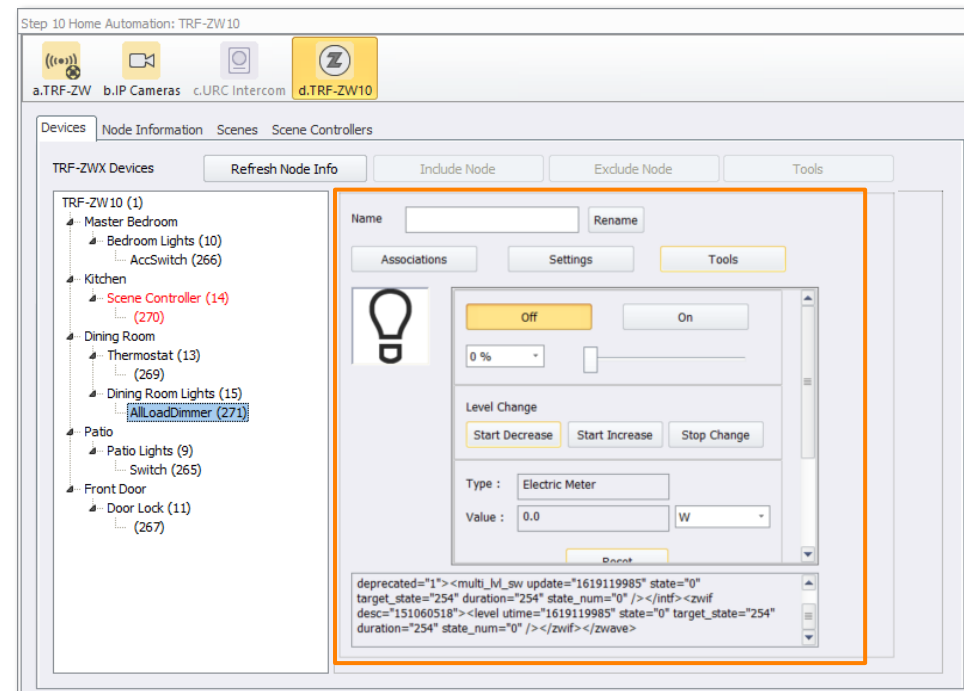 Step 10 Home Automation: TRF-ZW10
a.TRF-ZW b.IP Cameras c.URC Intercom d.TRF-ZW10
Devices Node Information Scenes Scene Controllers
TRF-ZWX Devices Refresh Node Info Include Node Exclude Node Tools
TRF-ZW10 (1)
Master Bedroom
Bedroom Lights (10)
AccSwitch (266)
Kitchen
Scene Controller (14)
(270)
Dining Room
Thermostat (13)
(269)
Dining Room Lights (15)
AllLoadDimmer (271)
Patio
Patio Lights (9)
Switch (265)
Front Door
Door Lock (11)
(267)
Name Rename
Associations Settings Tools
Off On
0 %
Level Change
Start Decrease Start Increase Stop Change
Type : Electric Meter
Value : 0.0 W
Reset
deprecated="1"><multi_lvl_sw update="1619119985" state="0"
target_state="254" duration="254" state_num="0" /></intf><zwif
desc="151060518"><level utime="1619119985" state="0" target_state="254"
duration="254" state_num="0" /></zwif></zwave>